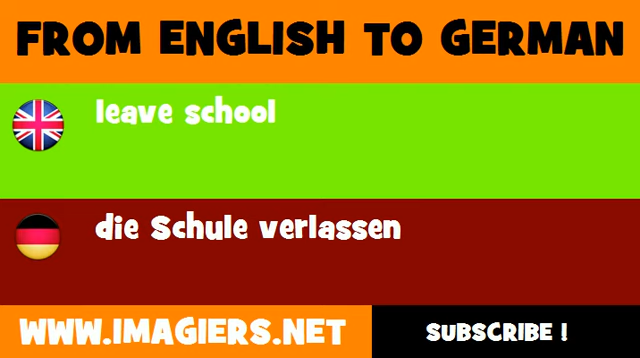 FROM ENGLISH TO GERMAN
leave school
die Schule verlassen
WWW.IMAGIERS.NET
SUBSCRIBE !